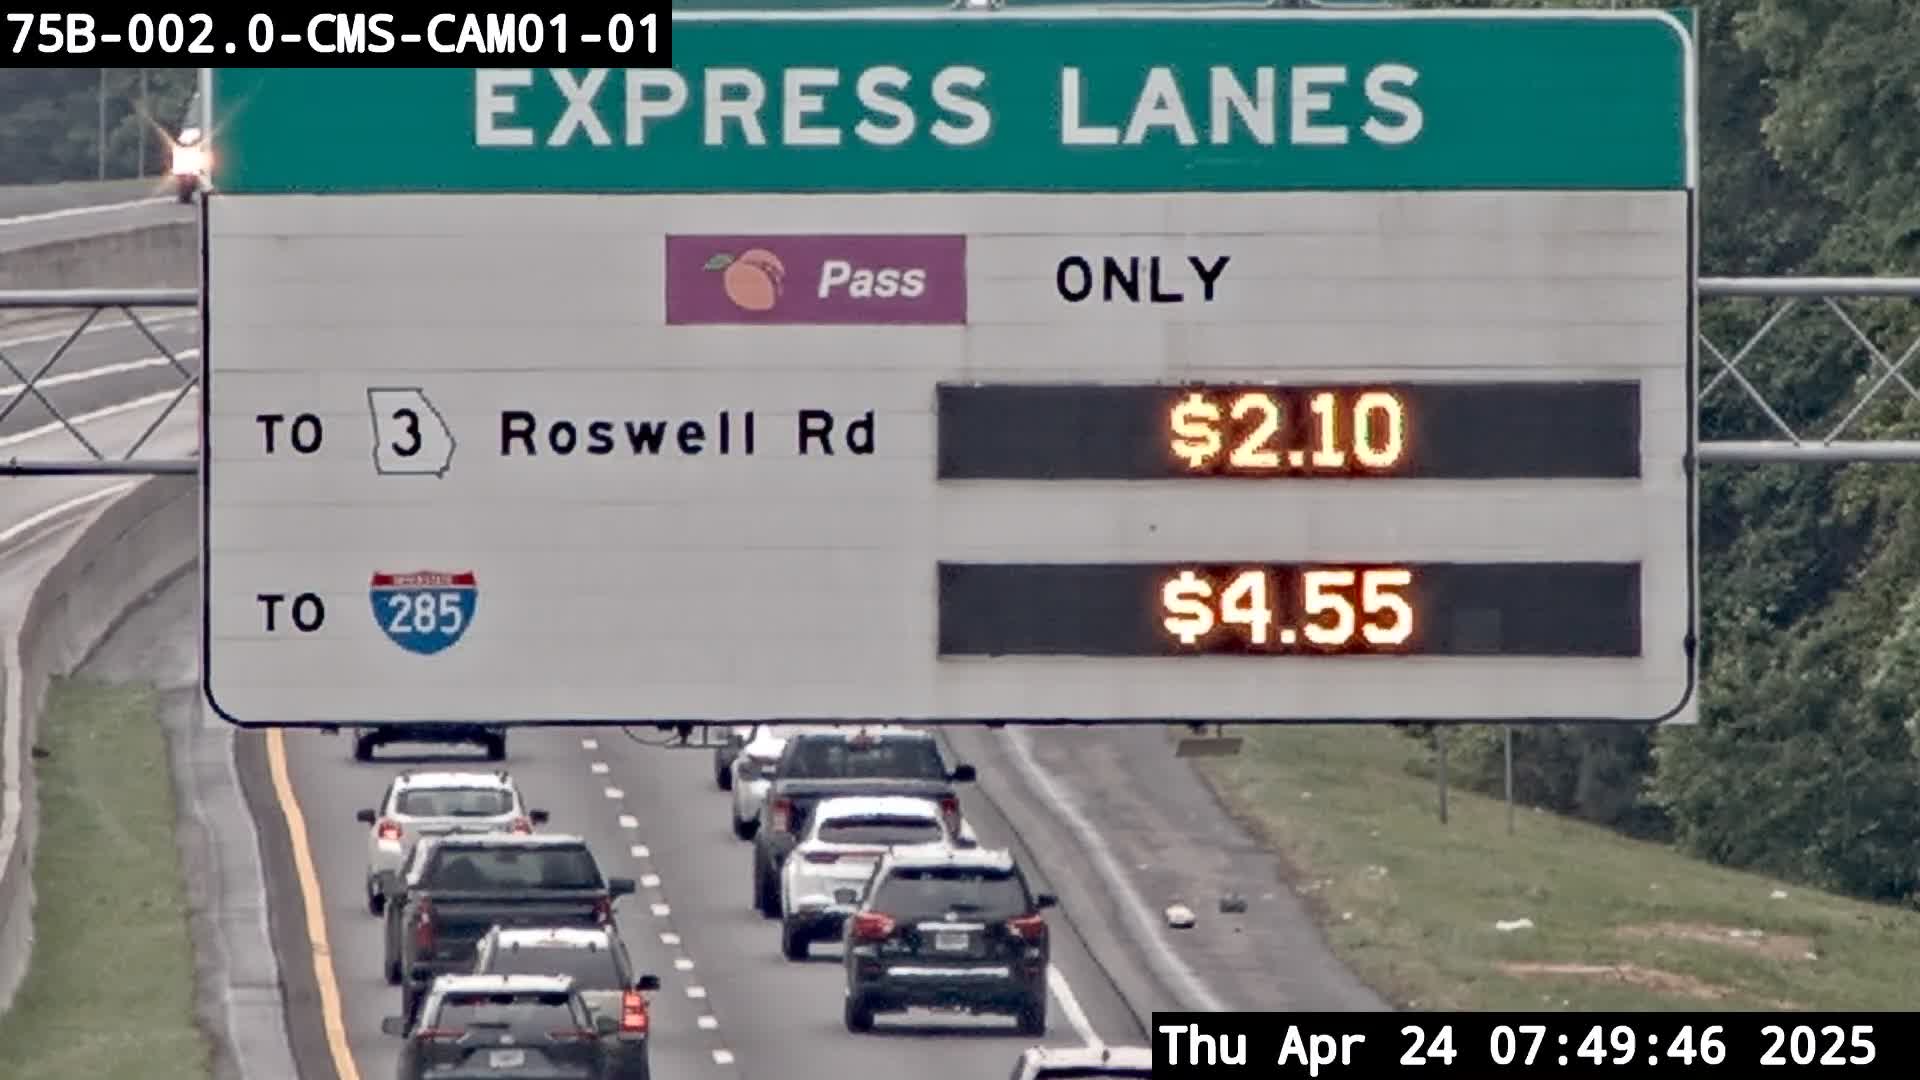 75B-002.0-CMS-CAM01-01
EXPRESS LANES
Pass ONLY
TO 3 Roswell Rd $2.10
TO INTERSTATE 285 $4.55
Thu Apr 24 07:49:46 2025